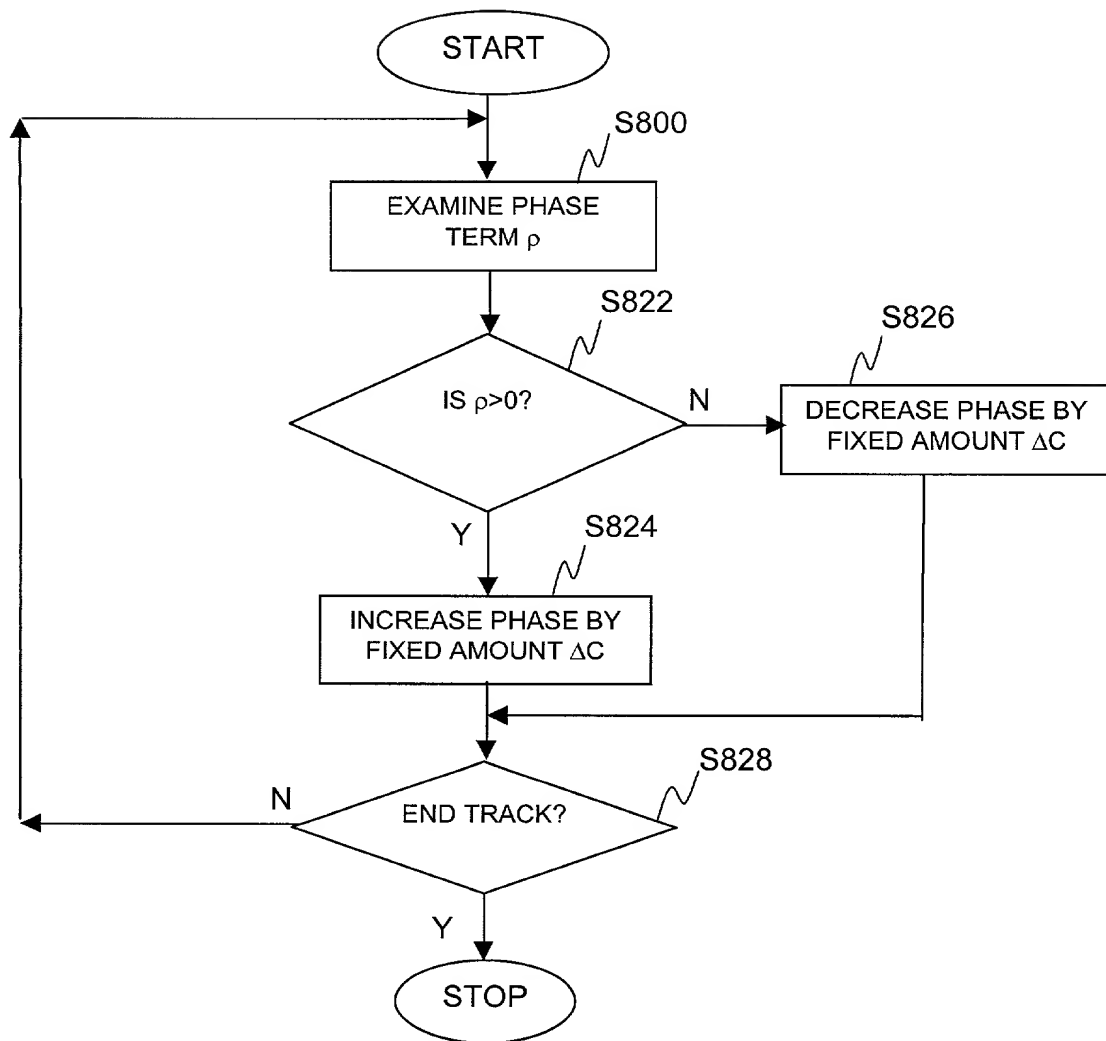 START
S800
EXAMINE PHASE
TERM ρ
S822
S826
IS ρ>0?
N
DECREASE PHASE BY
FIXED AMOUNT ΔC
Y
S824
INCREASE PHASE BY
FIXED AMOUNT ΔC
S828
N
END TRACK?
Y
STOP